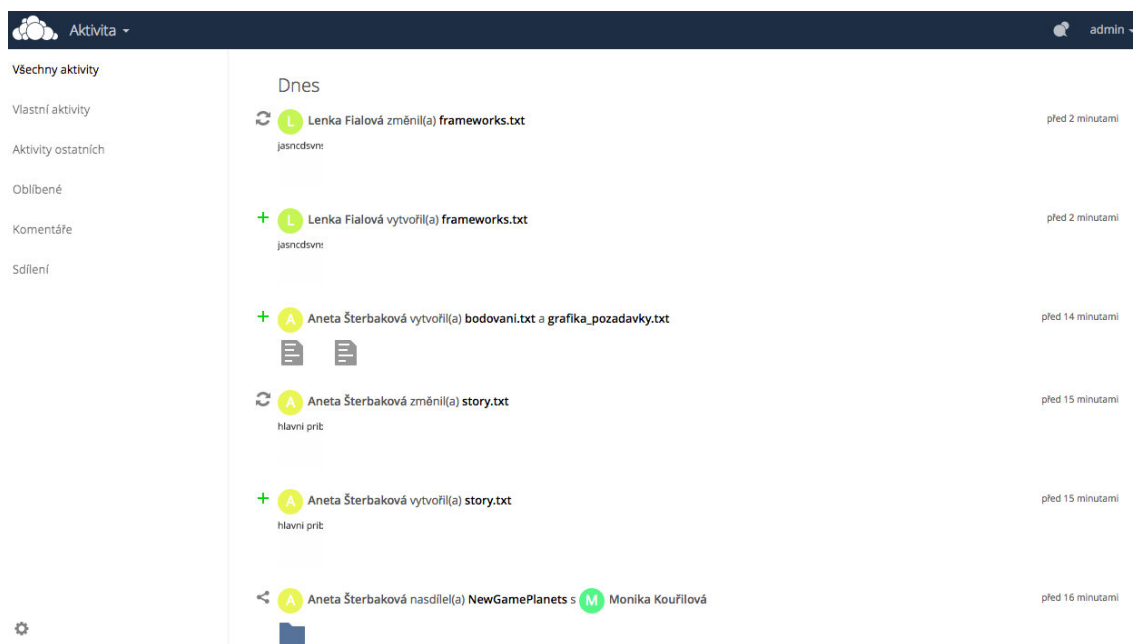 Aktivita
admin
Všechny aktivity
Vlastní aktivity
Aktivity ostatních
Oblíbené
Komentáře
Sdílení
Dnes
L Lenka Fialová změnil(a) frameworks.txt před 2 minutami
jasncdsvns
L Lenka Fialová vytvořil(a) frameworks.txt před 2 minutami
jasncdsvns
A Aneta Šterbaková vytvořil(a) bodovani.txt a grafika_pozadavky.txt před 14 minutami
A Aneta Šterbaková změnil(a) story.txt před 15 minutami
hlavni prib
A Aneta Šterbaková vytvořil(a) story.txt před 15 minutami
hlavni prib
A Aneta Šterbaková nasdílel(a) NewGamePlanets s M Monika Kouřilová před 16 minutami